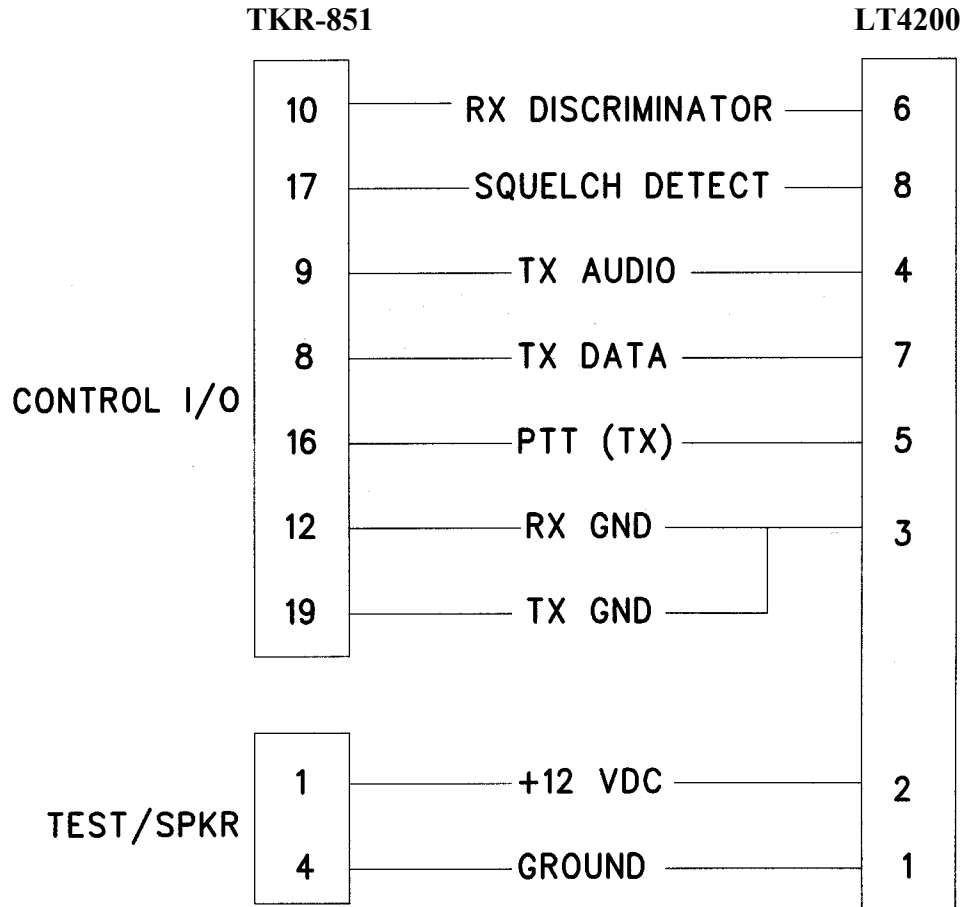 TKR-851 LT4200
10 RX DISCRIMINATOR 6
17 SQUELCH DETECT 8
9 TX AUDIO 4
8 TX DATA 7
CONTROL I/O
16 PTT (TX) 5
12 RX GND 3
19 TX GND
1 +12 VDC 2
TEST/SPKR
4 GROUND 1